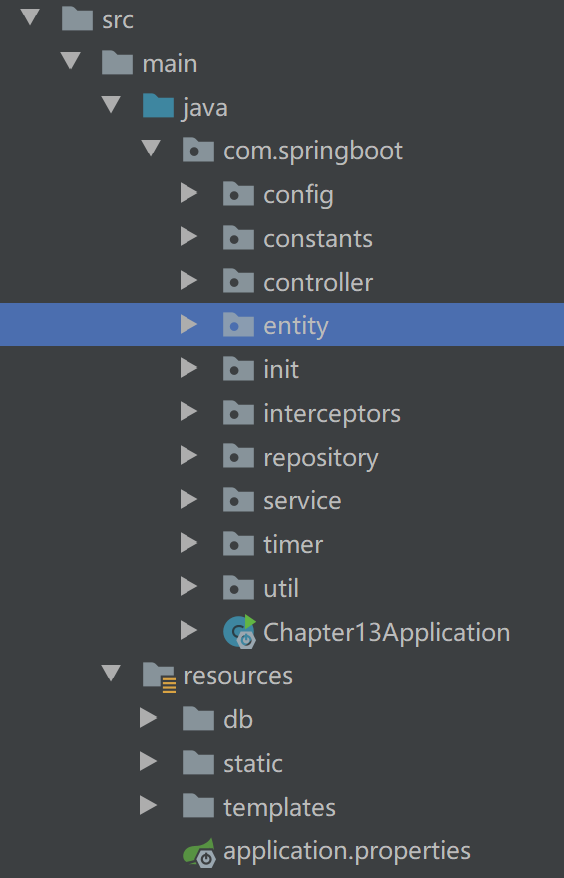 src
main
java
com.springboot
config
constants
controller
entity
init
interceptors
repository
service
timer
util
Chapter13Application
resources
db
static
templates
application.properties